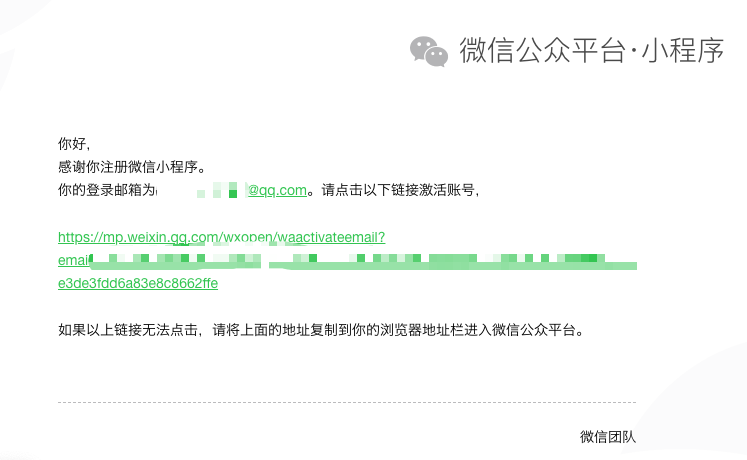 微信公众平台·小程序
你好,
感谢你注册微信小程序。
你的登录邮箱为 @qq.com。请点击以下链接激活账号,
https://mp.weixin.qq.com/wxopen/waactivateemail?
email
e3de3fdd6a83e8c8662ffe
如果以上链接无法点击，请将上面的地址复制到你的浏览器地址栏进入微信公众平台。
微信团队